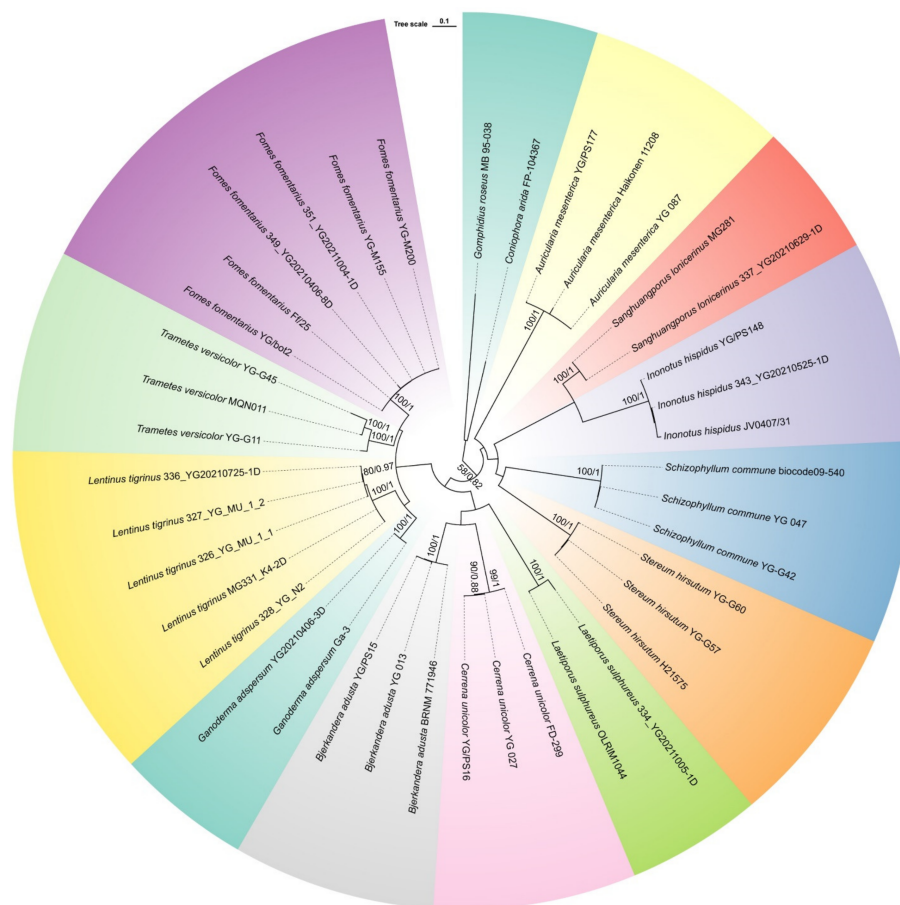 Tree scale 0.1
Gomphidius roseus MB 95-038
Coniophora arida FP-104367
Auricularia mesenterica YG/PS177
Auricularia mesenterica Haikonen 11208
Auricularia mesenterica YG 087
100/1
Sanghuangporus lonicerinus MG281
Sanghuangporus lonicerinus 337_YG20210629-1D
100/1
Inonotus hispidus YG/PS148
Inonotus hispidus 343_YG20210525-1D
Inonotus hispidus JV0407/31
100/1
Schizophyllum commune biocode09-540
Schizophyllum commune YG 047
Schizophyllum commune YG-G42
100/1
Stereum hirsutum YG-G60
Stereum hirsutum YG-G57
Stereum hirsutum H21575
100/1
Laetiporus sulphureus 334_YG20211005-1D
Laetiporus sulphureus OLRIM1044
100/1
Cerrena unicolor FD-299
Cerrena unicolor YG 027
Cerrena unicolor YG/PS16
99/1
90/0.88
Bjerkandera adusta BRNM 771946
Bjerkandera adusta YG 013
Bjerkandera adusta YG/PS15
100/1
Ganoderma adspersum Ga-3
Ganoderma adspersum YG20210406-3D
100/1
Lentinus tigrinus 328_YG_N2
Lentinus tigrinus MG331_K4-2D
Lentinus tigrinus 326_YG_MU_1_1
Lentinus tigrinus 327_YG_MU_1_2
Lentinus tigrinus 336_YG20210725-1D
100/1
80/0.97
Trametes versicolor YG-G11
Trametes versicolor MQN011
Trametes versicolor YG-G45
100/1
100/1
Fomes fomentarius YG/bot2
Fomes fomentarius Ff/25
Fomes fomentarius 349_YG20210406-8D
Fomes fomentarius 351_YG20211004-1D
Fomes fomentarius YG-M155
Fomes fomentarius YG-M200
100/1
58/0.82